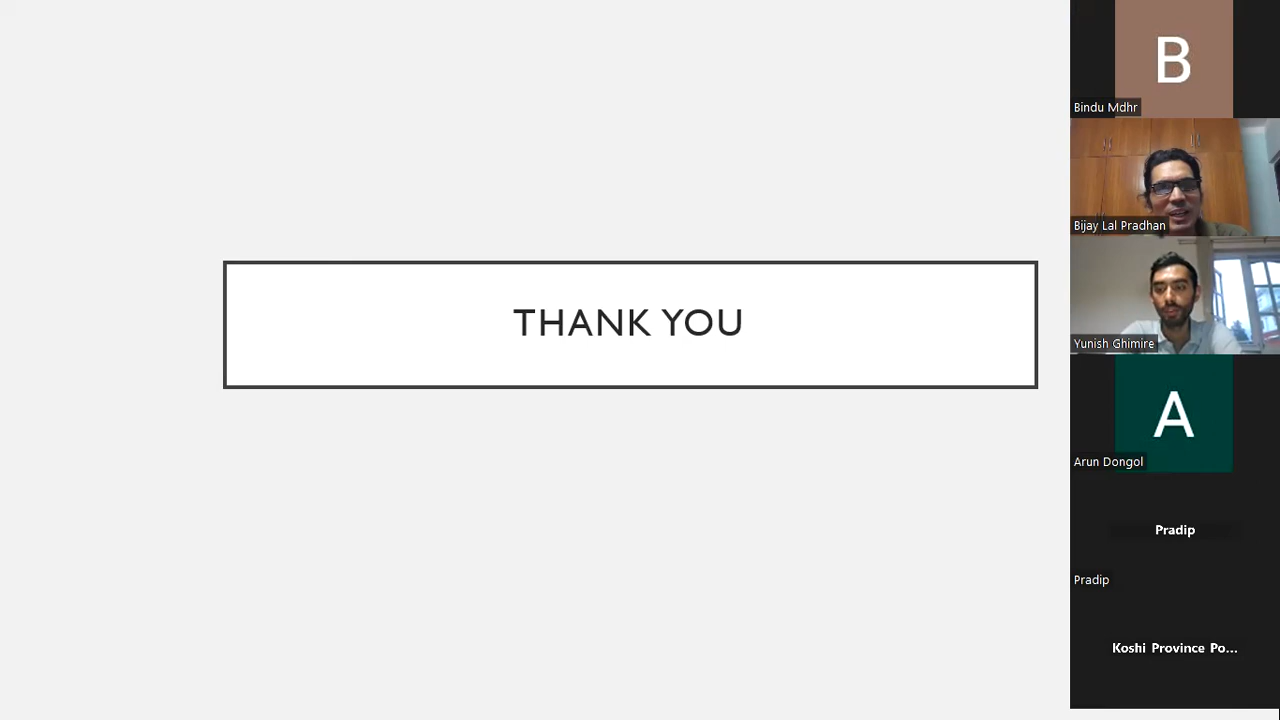 THANK YOU
B
Bindu Mdhr
Bijay Lal Pradhan
Yunish Ghimire
A
Arun Dongol
Pradip
Pradip
Koshi Province Po...